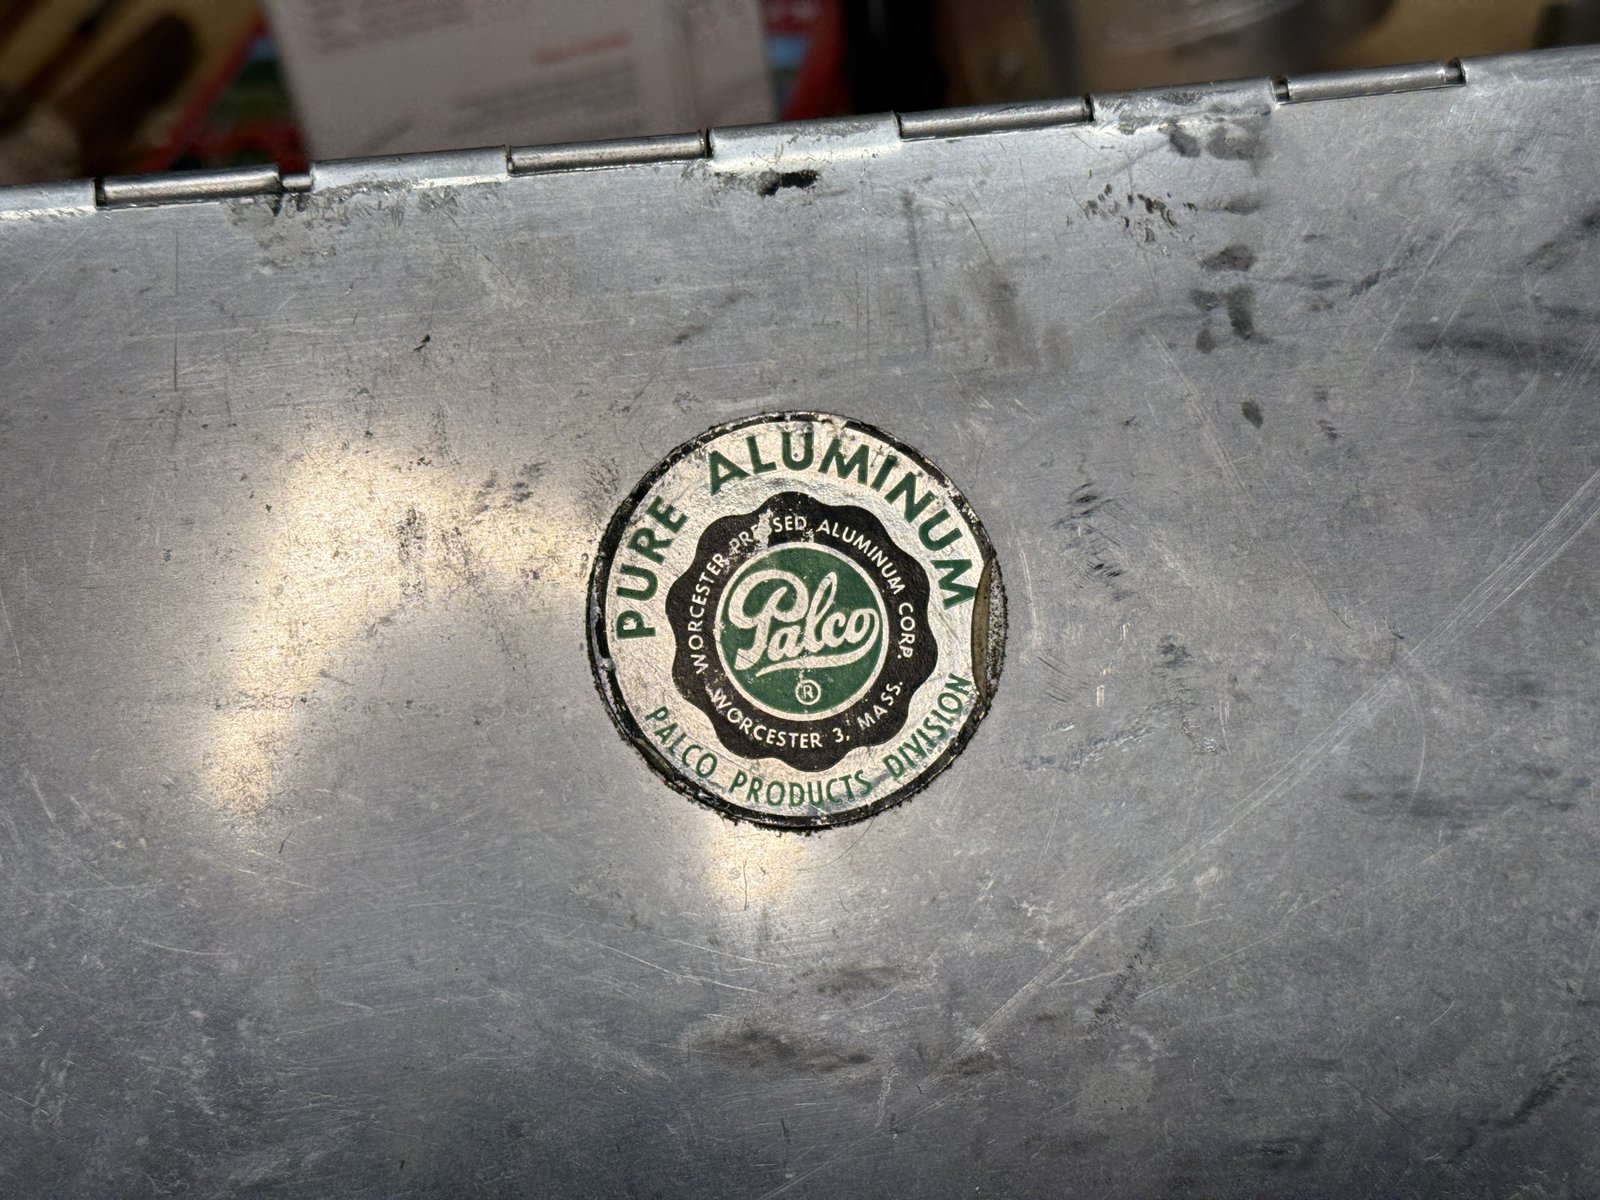 PURE ALUMINUM
WORCESTER PRESSED ALUMINUM CORP.
Palco
®
WORCESTER 3, MASS.
PALCO PRODUCTS DIVISION